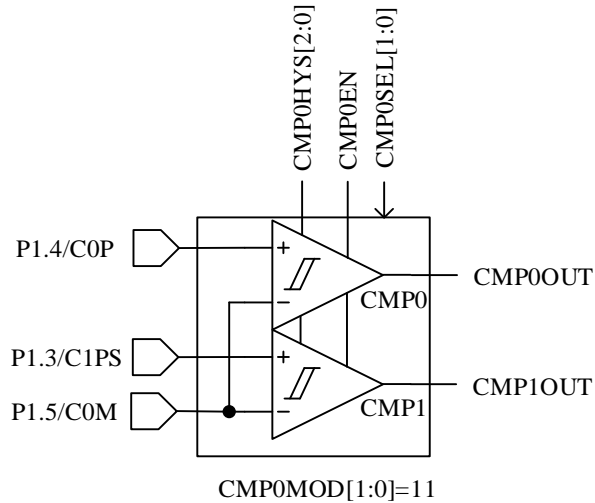 CMP0HYS[2:0]
CMP0EN
CMP0SEL[1:0]
P1.4/C0P
+
−
CMP0
CMP0OUT
P1.3/C1PS
+
P1.5/C0M
−
CMP1
CMP1OUT
CMP0MOD[1:0]=11